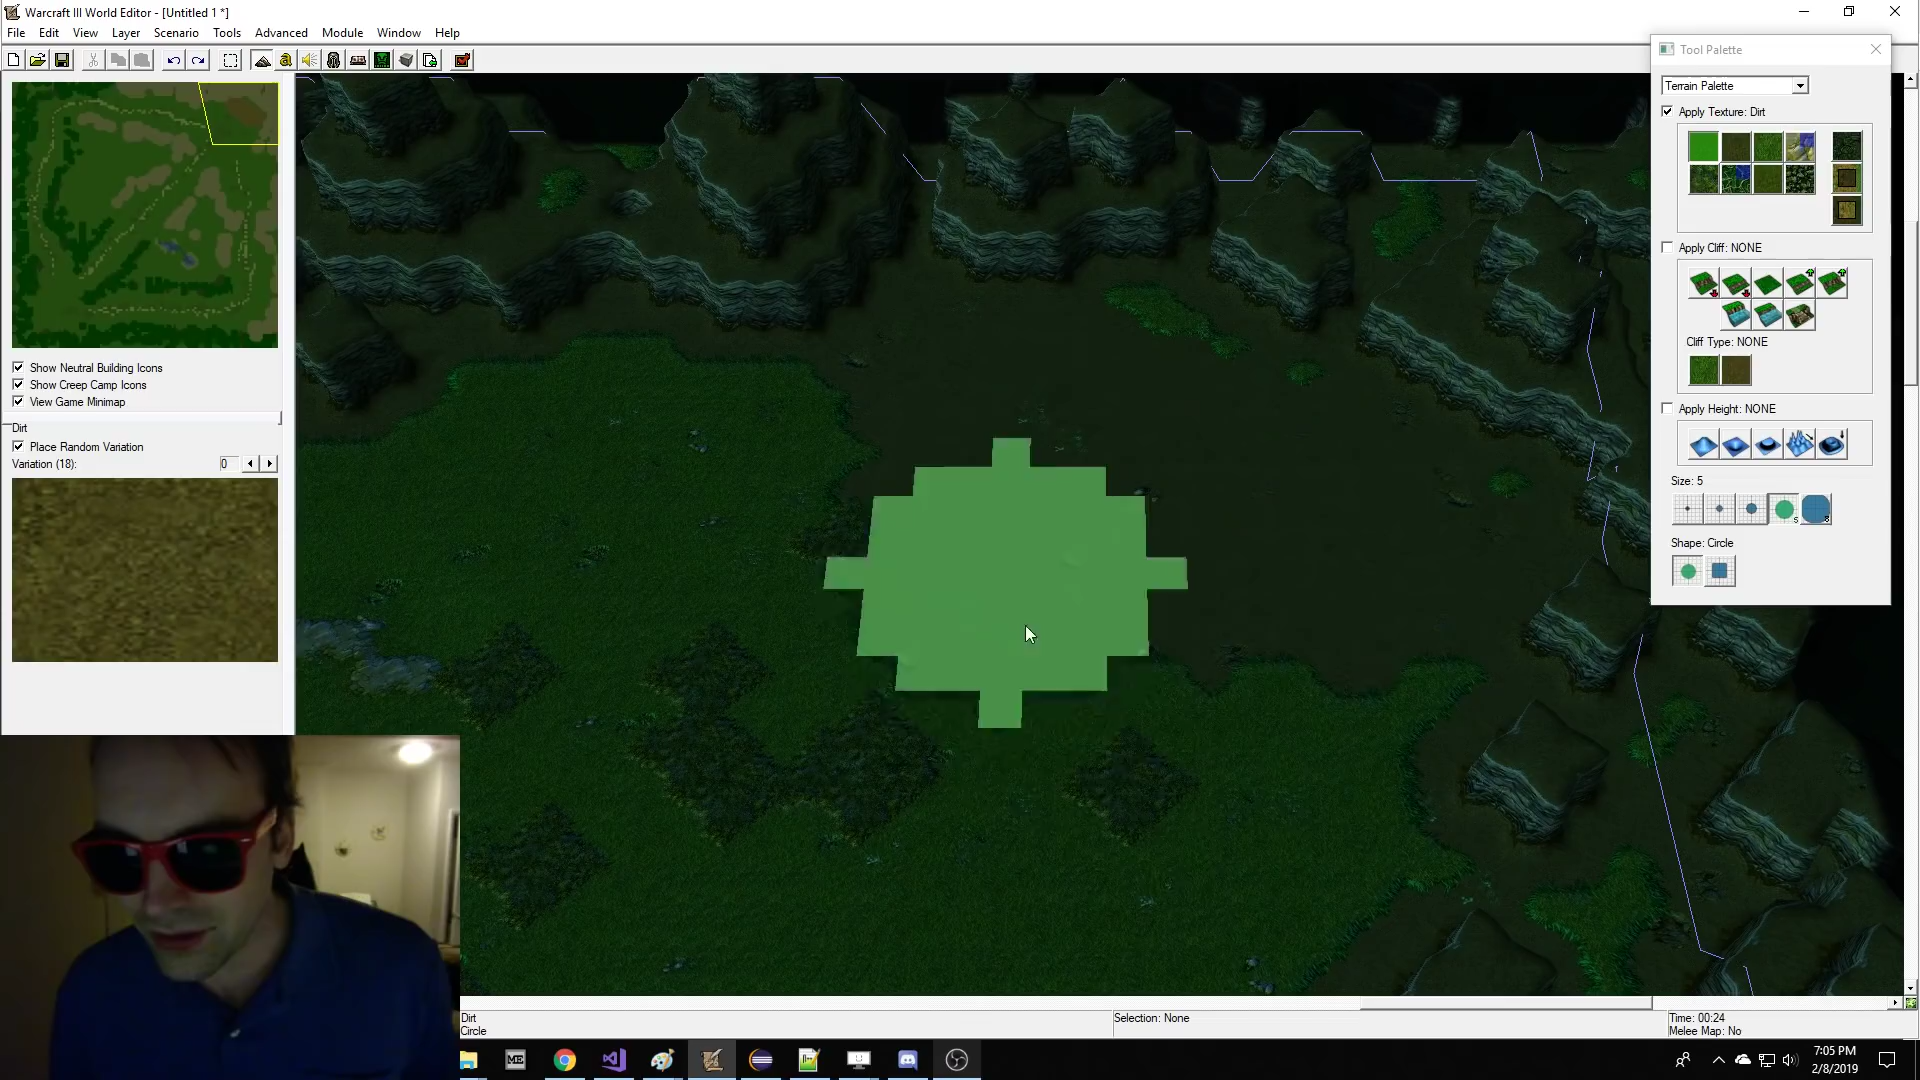 Warcraft III World Editor - [Untitled 1 *]
File Edit View Layer Scenario Tools Advanced Module Window Help
Show Neutral Building Icons
Show Creep Camp Icons
View Game Minimap
Dirt
Place Random Variation
Variation (18): 0
Tool Palette
Terrain Palette
Apply Texture: Dirt
Apply Cliff: NONE
Cliff Type: NONE
Apply Height: NONE
Size: 5
5
8
Shape: Circle
Dirt
Circle
Selection: None
Time: 00:24
Melee Map: No
ME
7:05 PM
2/8/2019